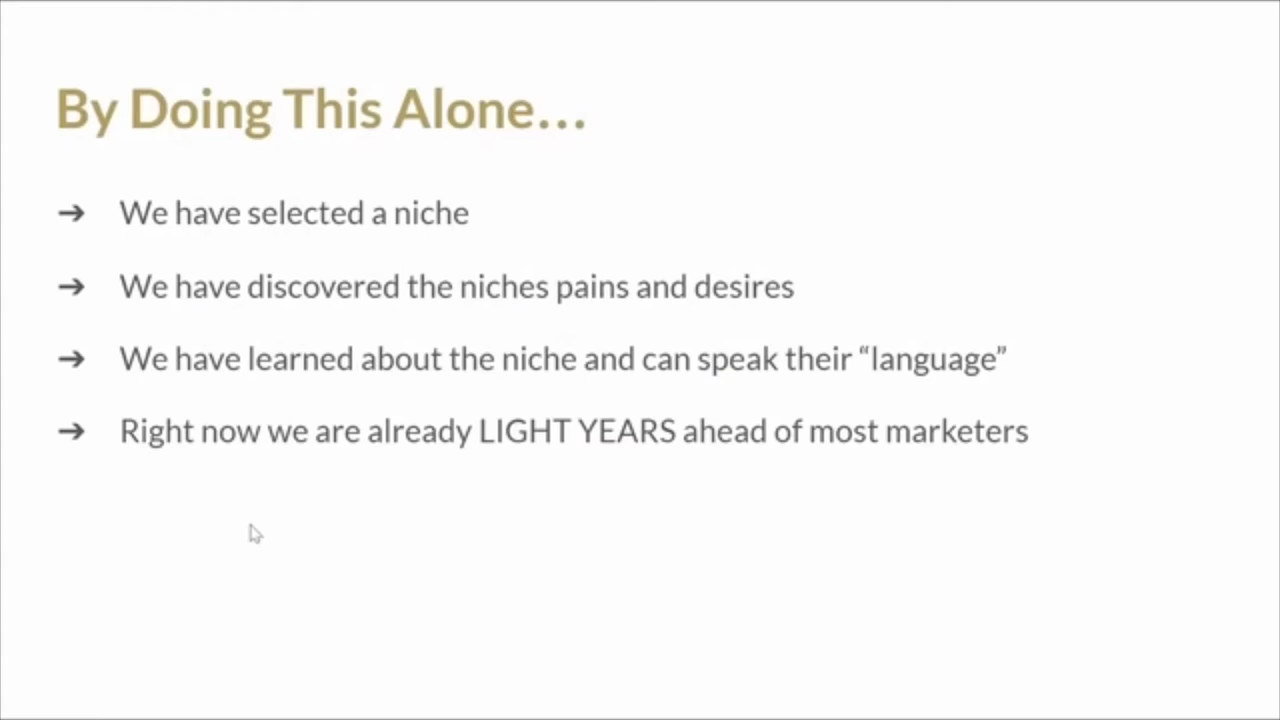 By Doing This Alone…
➔ We have selected a niche
➔ We have discovered the niches pains and desires
➔ We have learned about the niche and can speak their “language”
➔ Right now we are already LIGHT YEARS ahead of most marketers